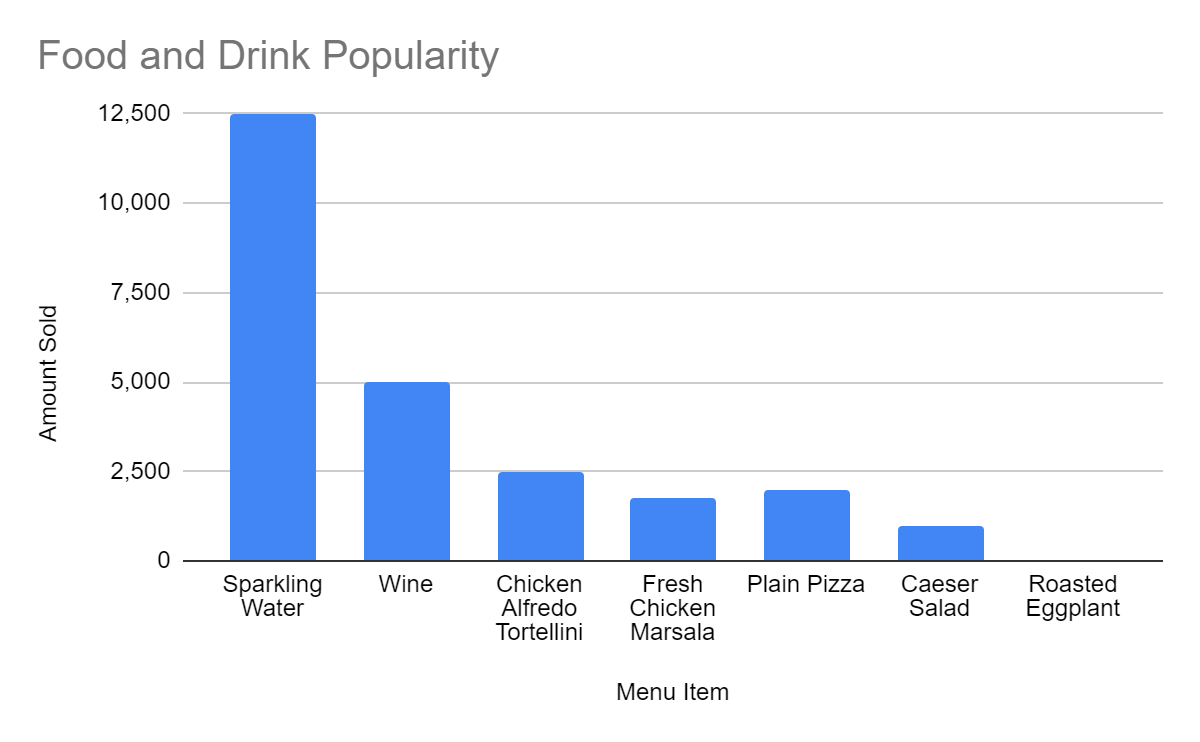 Food and Drink Popularity
12,500
10,000
7,500
5,000
2,500
0
Amount Sold
Sparkling
Water
Wine
Chicken
Alfredo
Tortellini
Fresh
Chicken
Marsala
Plain Pizza
Caeser
Salad
Roasted
Eggplant
Menu Item